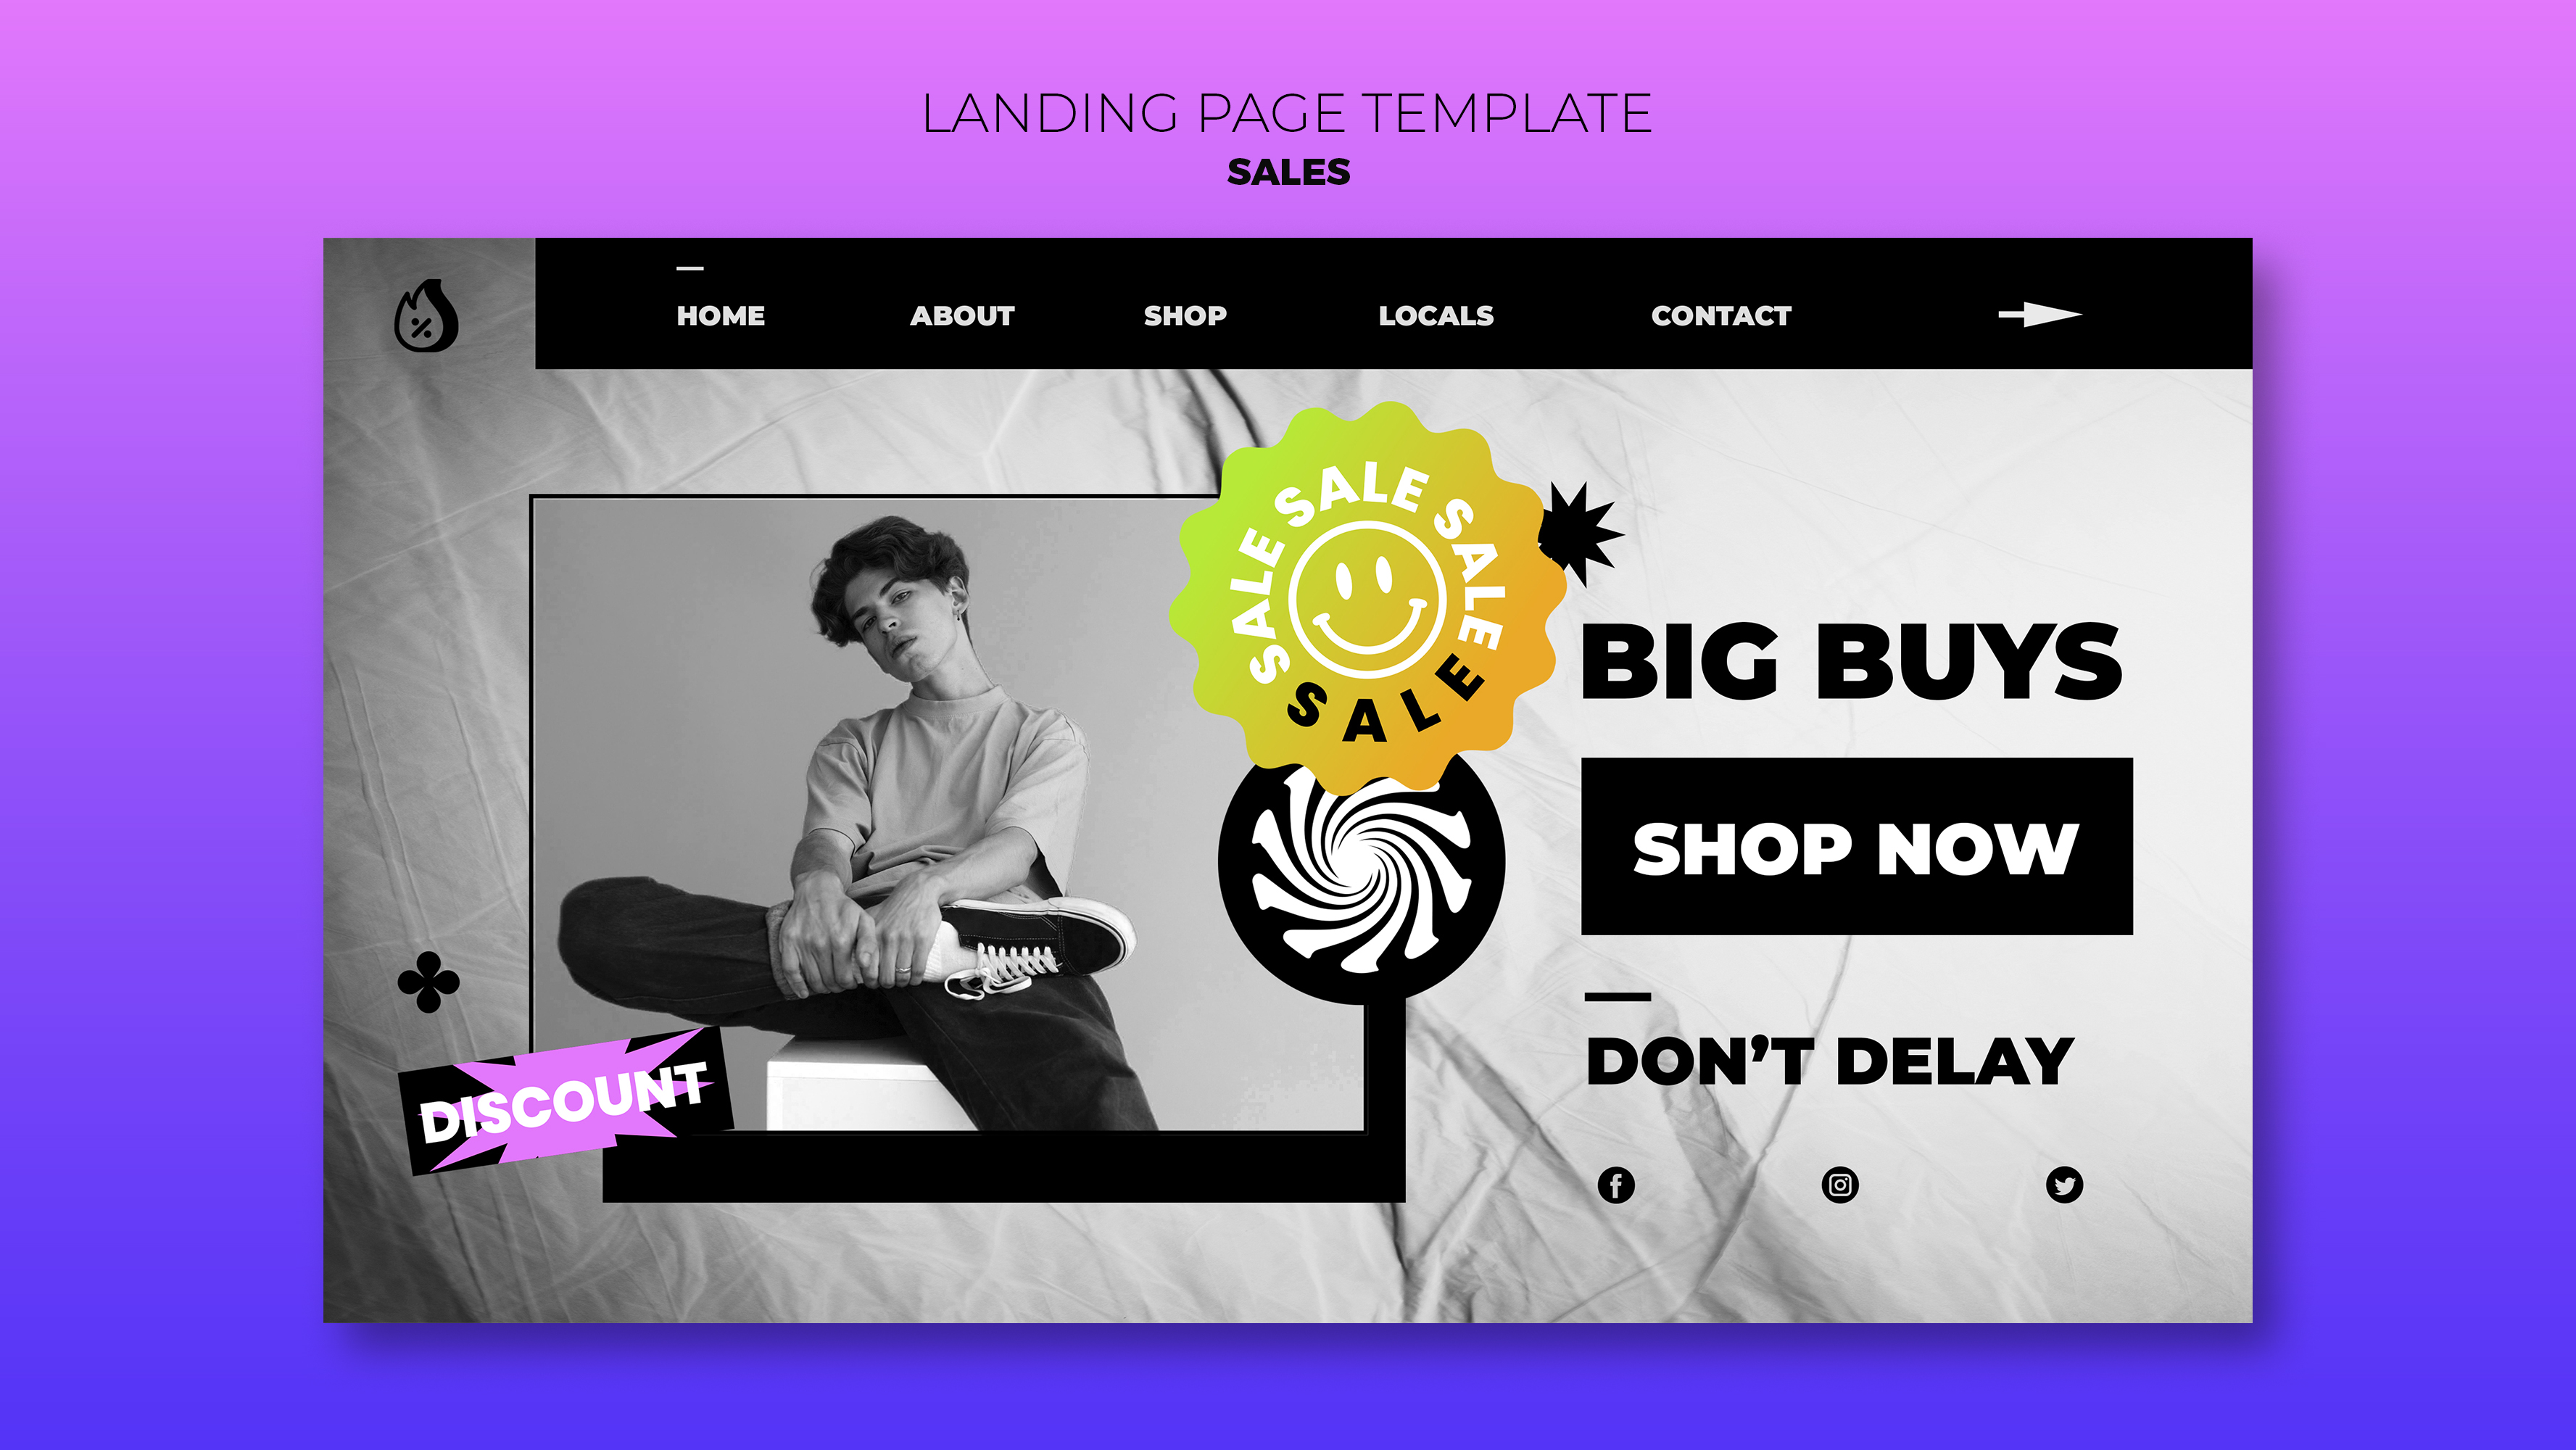 LANDING PAGE TEMPLATE
SALES
HOME ABOUT SHOP LOCALS CONTACT
SALE SALE SALE
SALE
BIG BUYS
SHOP NOW
DON’T DELAY
DISCOUNT